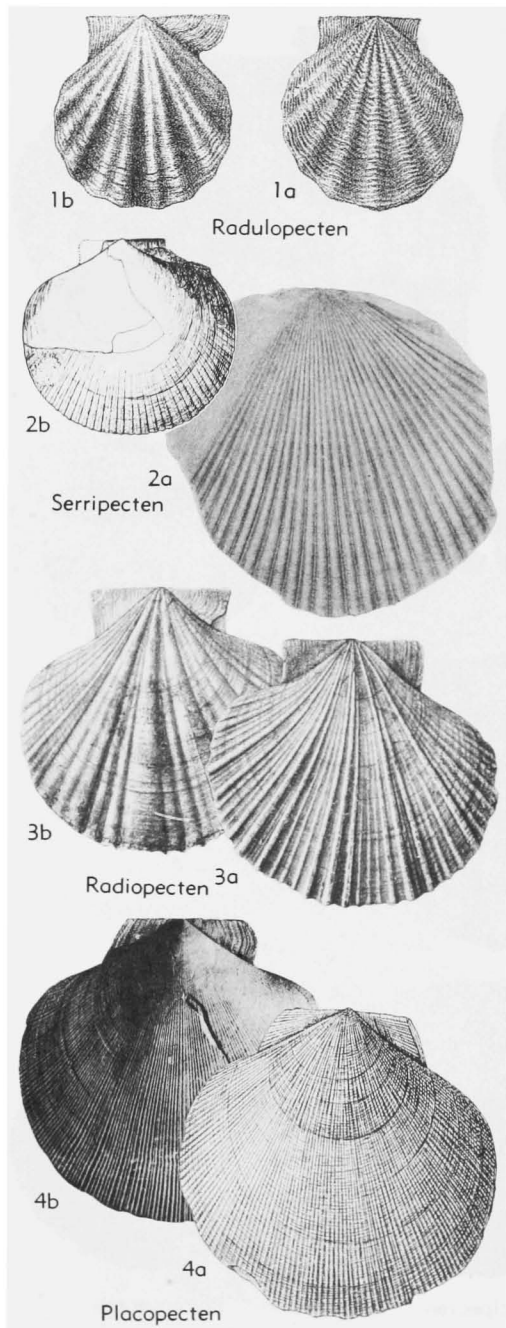 1b
1a
Radulopecten
2b
2a
Serripecten
3b
3a
Radiopecten
4b
4a
Placopecten